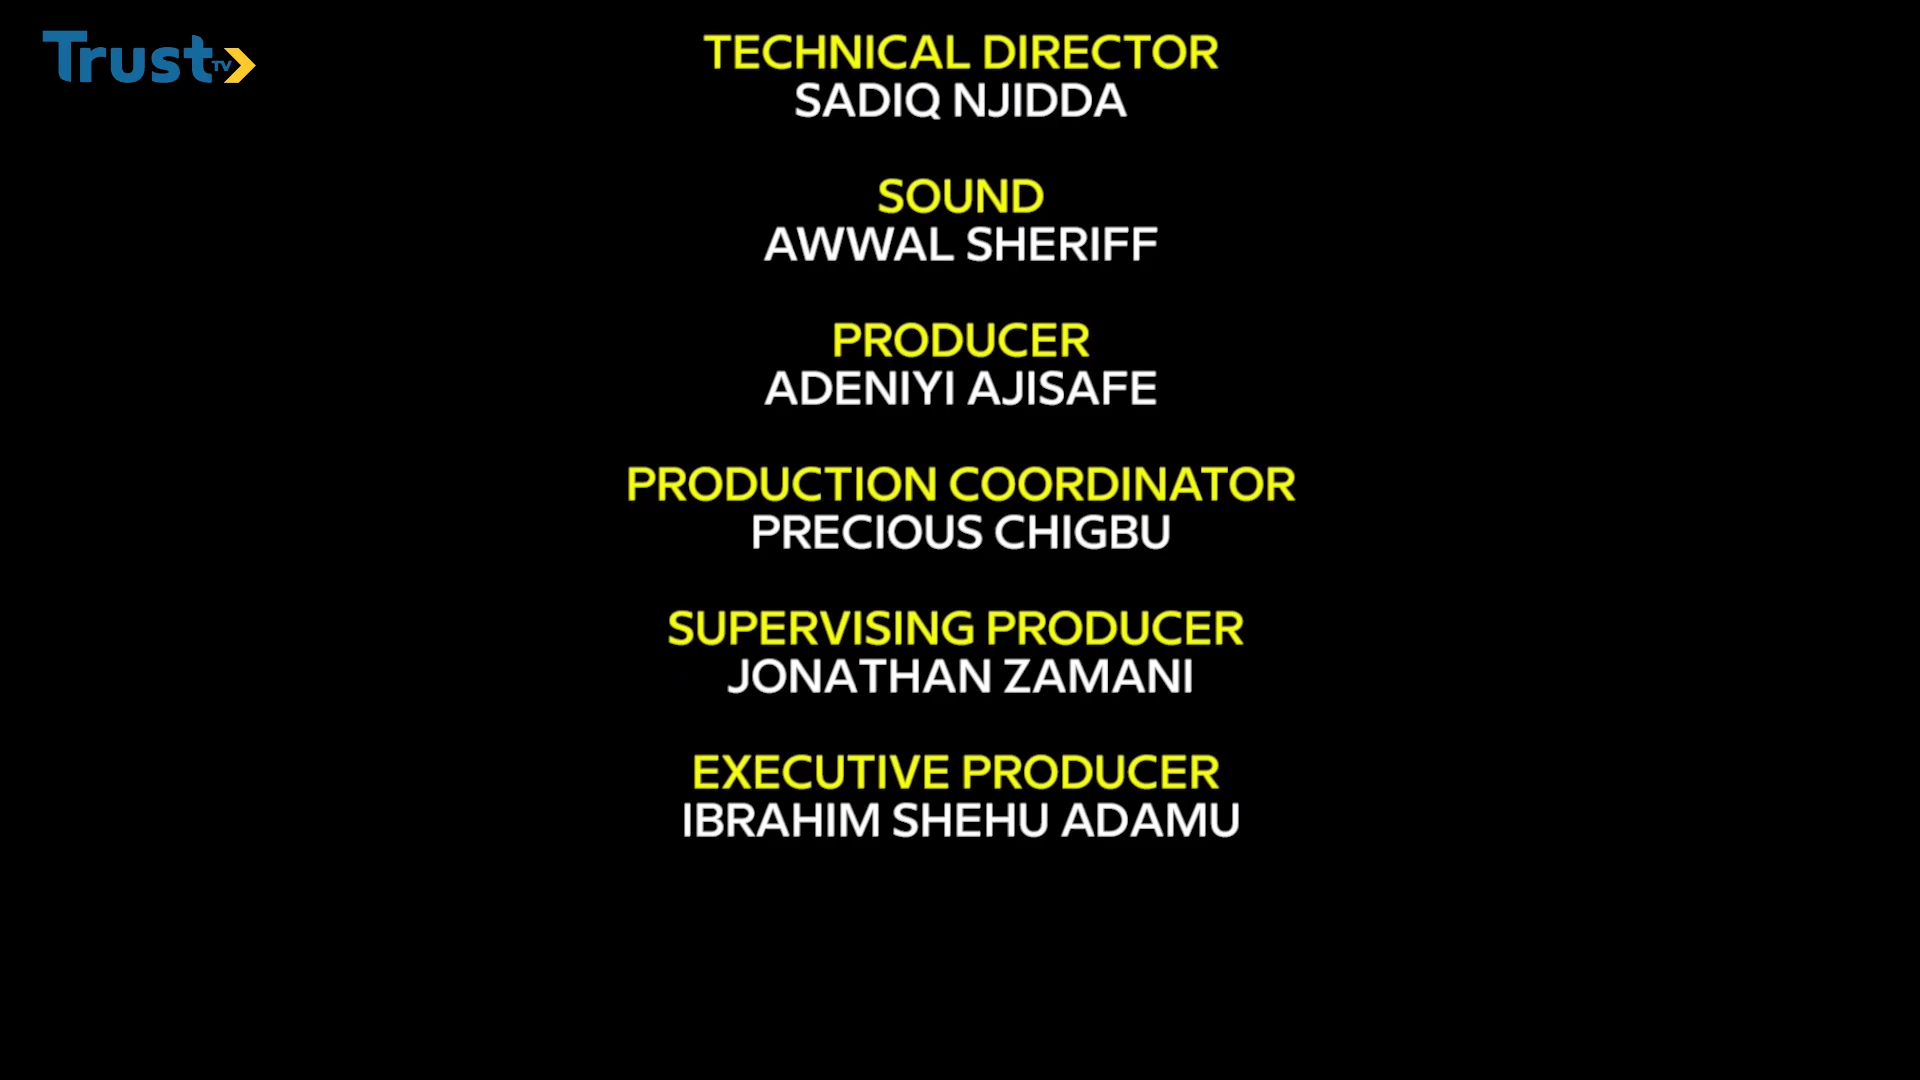 Trust TV
TECHNICAL DIRECTOR
SADIQ NJIDDA
SOUND
AWWAL SHERIFF
PRODUCER
ADENIYI AJISAFE
PRODUCTION COORDINATOR
PRECIOUS CHIGBU
SUPERVISING PRODUCER
JONATHAN ZAMANI
EXECUTIVE PRODUCER
IBRAHIM SHEHU ADAMU